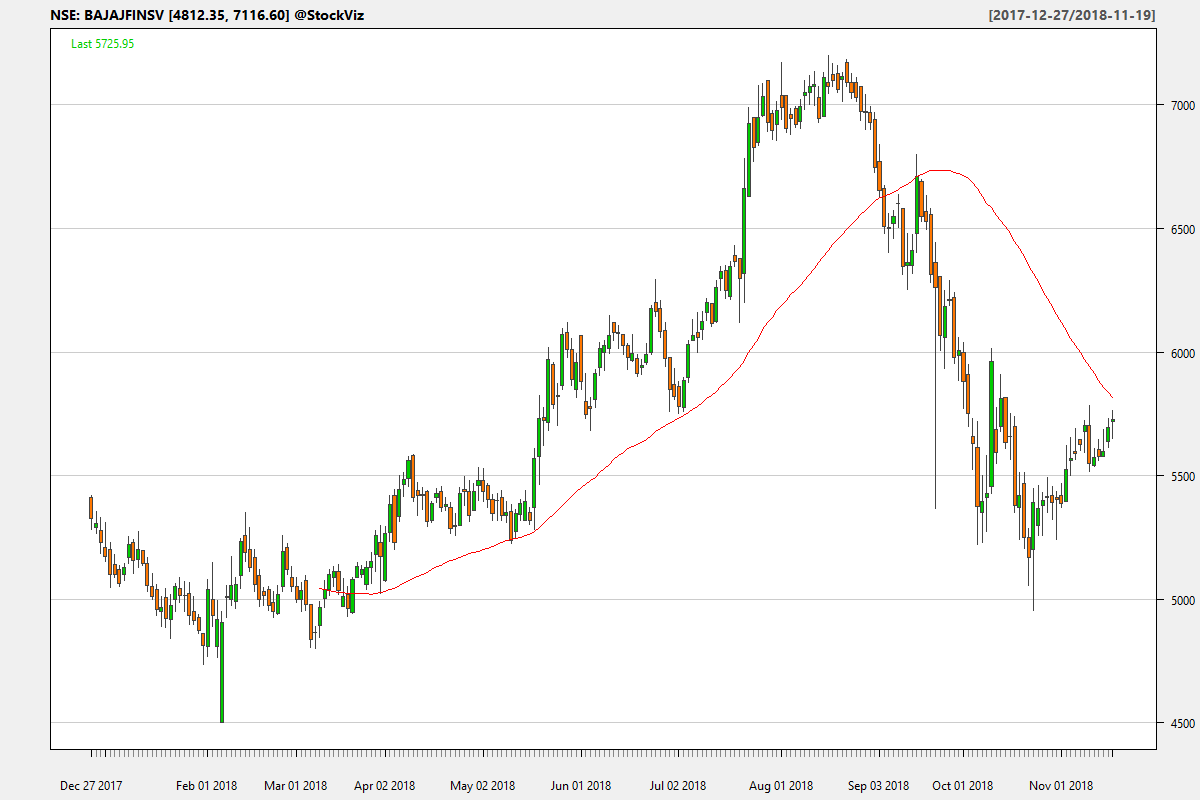 NSE: BAJAJFINSV [4812.35, 7116.60] @StockViz
[2017-12-27/2018-11-19]
Last 5725.95
7000
6500
6000
5500
5000
4500
Dec 27 2017 Feb 01 2018 Mar 01 2018 Apr 02 2018 May 02 2018 Jun 01 2018 Jul 02 2018 Aug 01 2018 Sep 03 2018 Oct 01 2018 Nov 01 2018